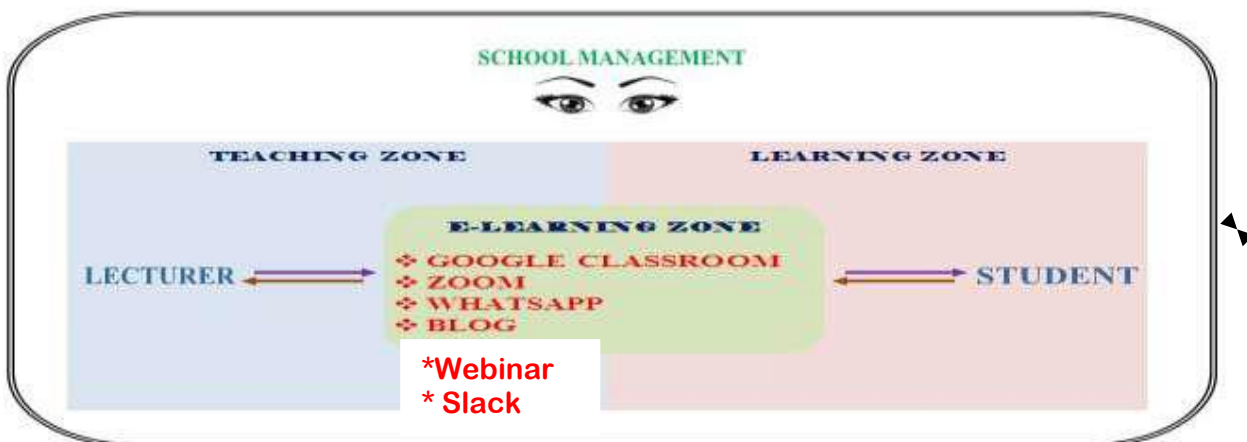 SCHOOL MANAGEMENT
TEACHING ZONE
LEARNING ZONE
E-LEARNING ZONE
❖ GOOGLE CLASSROOM
❖ ZOOM
❖ WHATSAPP
❖ BLOG
LECTURER
STUDENT
*Webinar
* Slack